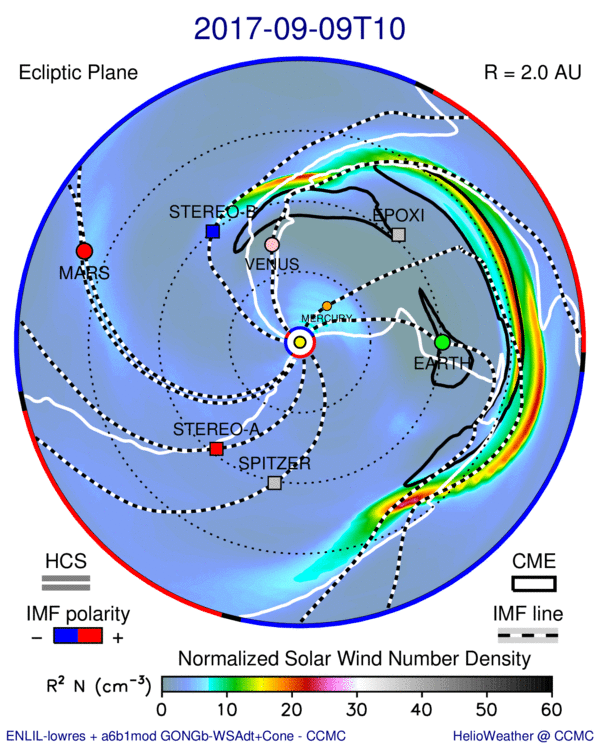 2017-09-09T10
Ecliptic Plane
R = 2.0 AU
STEREO-B
EPOXI
VENUS
MARS
MERCURY
EARTH
STEREO-A
SPITZER
HCS
CME
IMF polarity
IMF line
− +
Normalized Solar Wind Number Density
R² N (cm⁻³)
0 10 20 30 40 50 60
ENLIL-lowres + a6b1mod GONGb-WSAdt+Cone - CCMC
HelioWeather @ CCMC